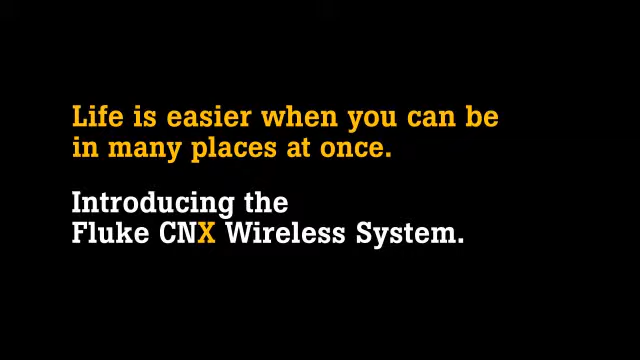 Life is easier when you can be
in many places at once.
Introducing the
Fluke CNX Wireless System.